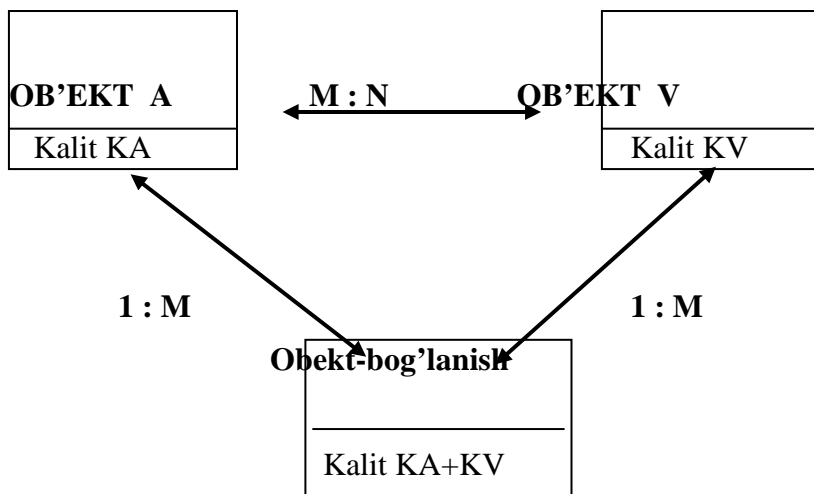 OB’EKT A
M : N
OB’EKT V
Kalit KA
Kalit KV
1 : M
1 : M
Obekt-bog’lanish
Kalit KA+KV